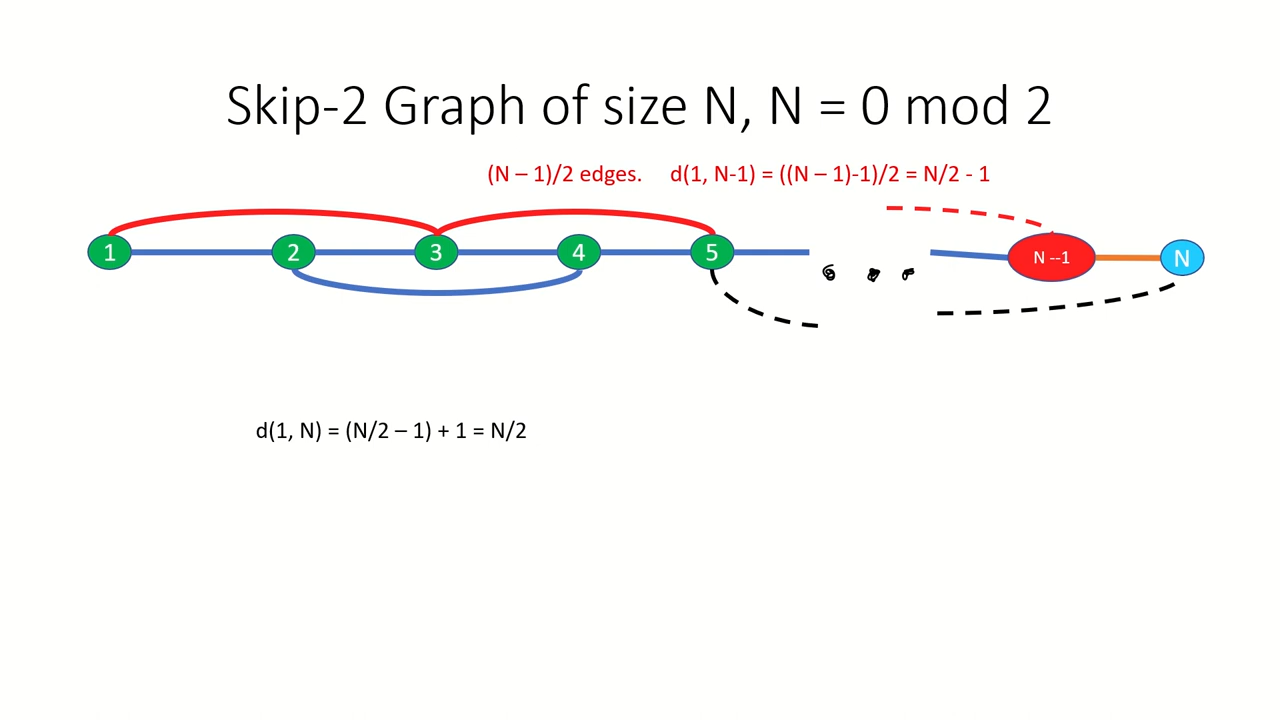 Skip-2 Graph of size N, N = 0 mod 2
(N – 1)/2 edges. d(1, N-1) = ((N – 1)-1)/2 = N/2 - 1
1 2 3 4 5 N --1 N
d(1, N) = (N/2 – 1) + 1 = N/2